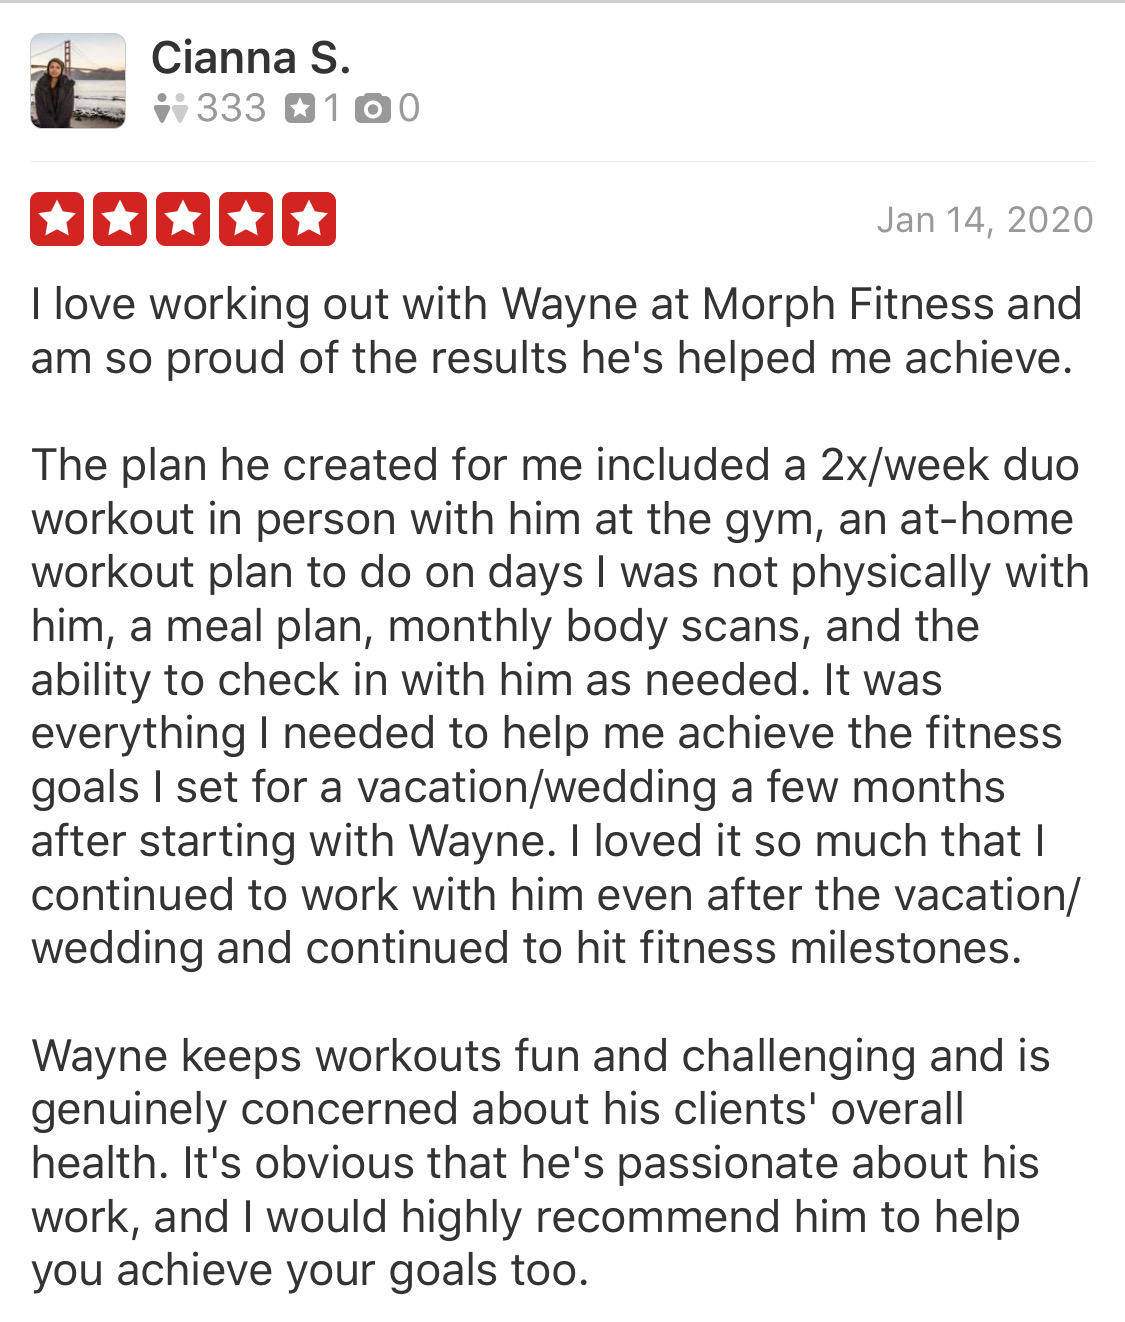 Cianna S.
333 1 0
Jan 14, 2020
I love working out with Wayne at Morph Fitness and
am so proud of the results he's helped me achieve.
The plan he created for me included a 2x/week duo
workout in person with him at the gym, an at-home
workout plan to do on days I was not physically with
him, a meal plan, monthly body scans, and the
ability to check in with him as needed. It was
everything I needed to help me achieve the fitness
goals I set for a vacation/wedding a few months
after starting with Wayne. I loved it so much that I
continued to work with him even after the vacation/
wedding and continued to hit fitness milestones.
Wayne keeps workouts fun and challenging and is
genuinely concerned about his clients' overall
health. It's obvious that he's passionate about his
work, and I would highly recommend him to help
you achieve your goals too.